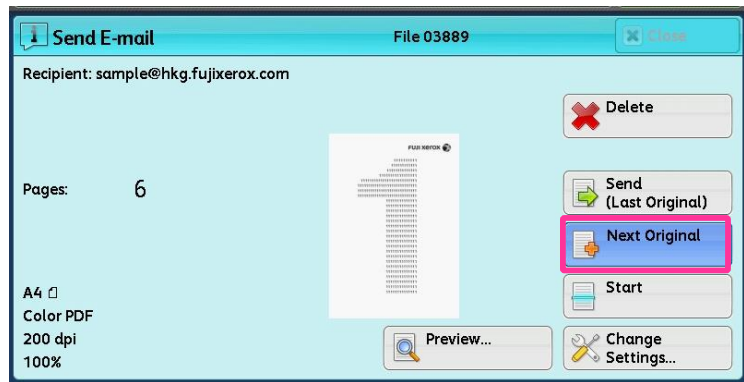 Send E-mail
File 03889
Close
Recipient: sample@hkg.fujixerox.com
Delete
FUJI XEROX
Pages: 6
Send
(Last Original)
Next Original
Start
A4
Color PDF
200 dpi
100%
Preview...
Change
Settings...